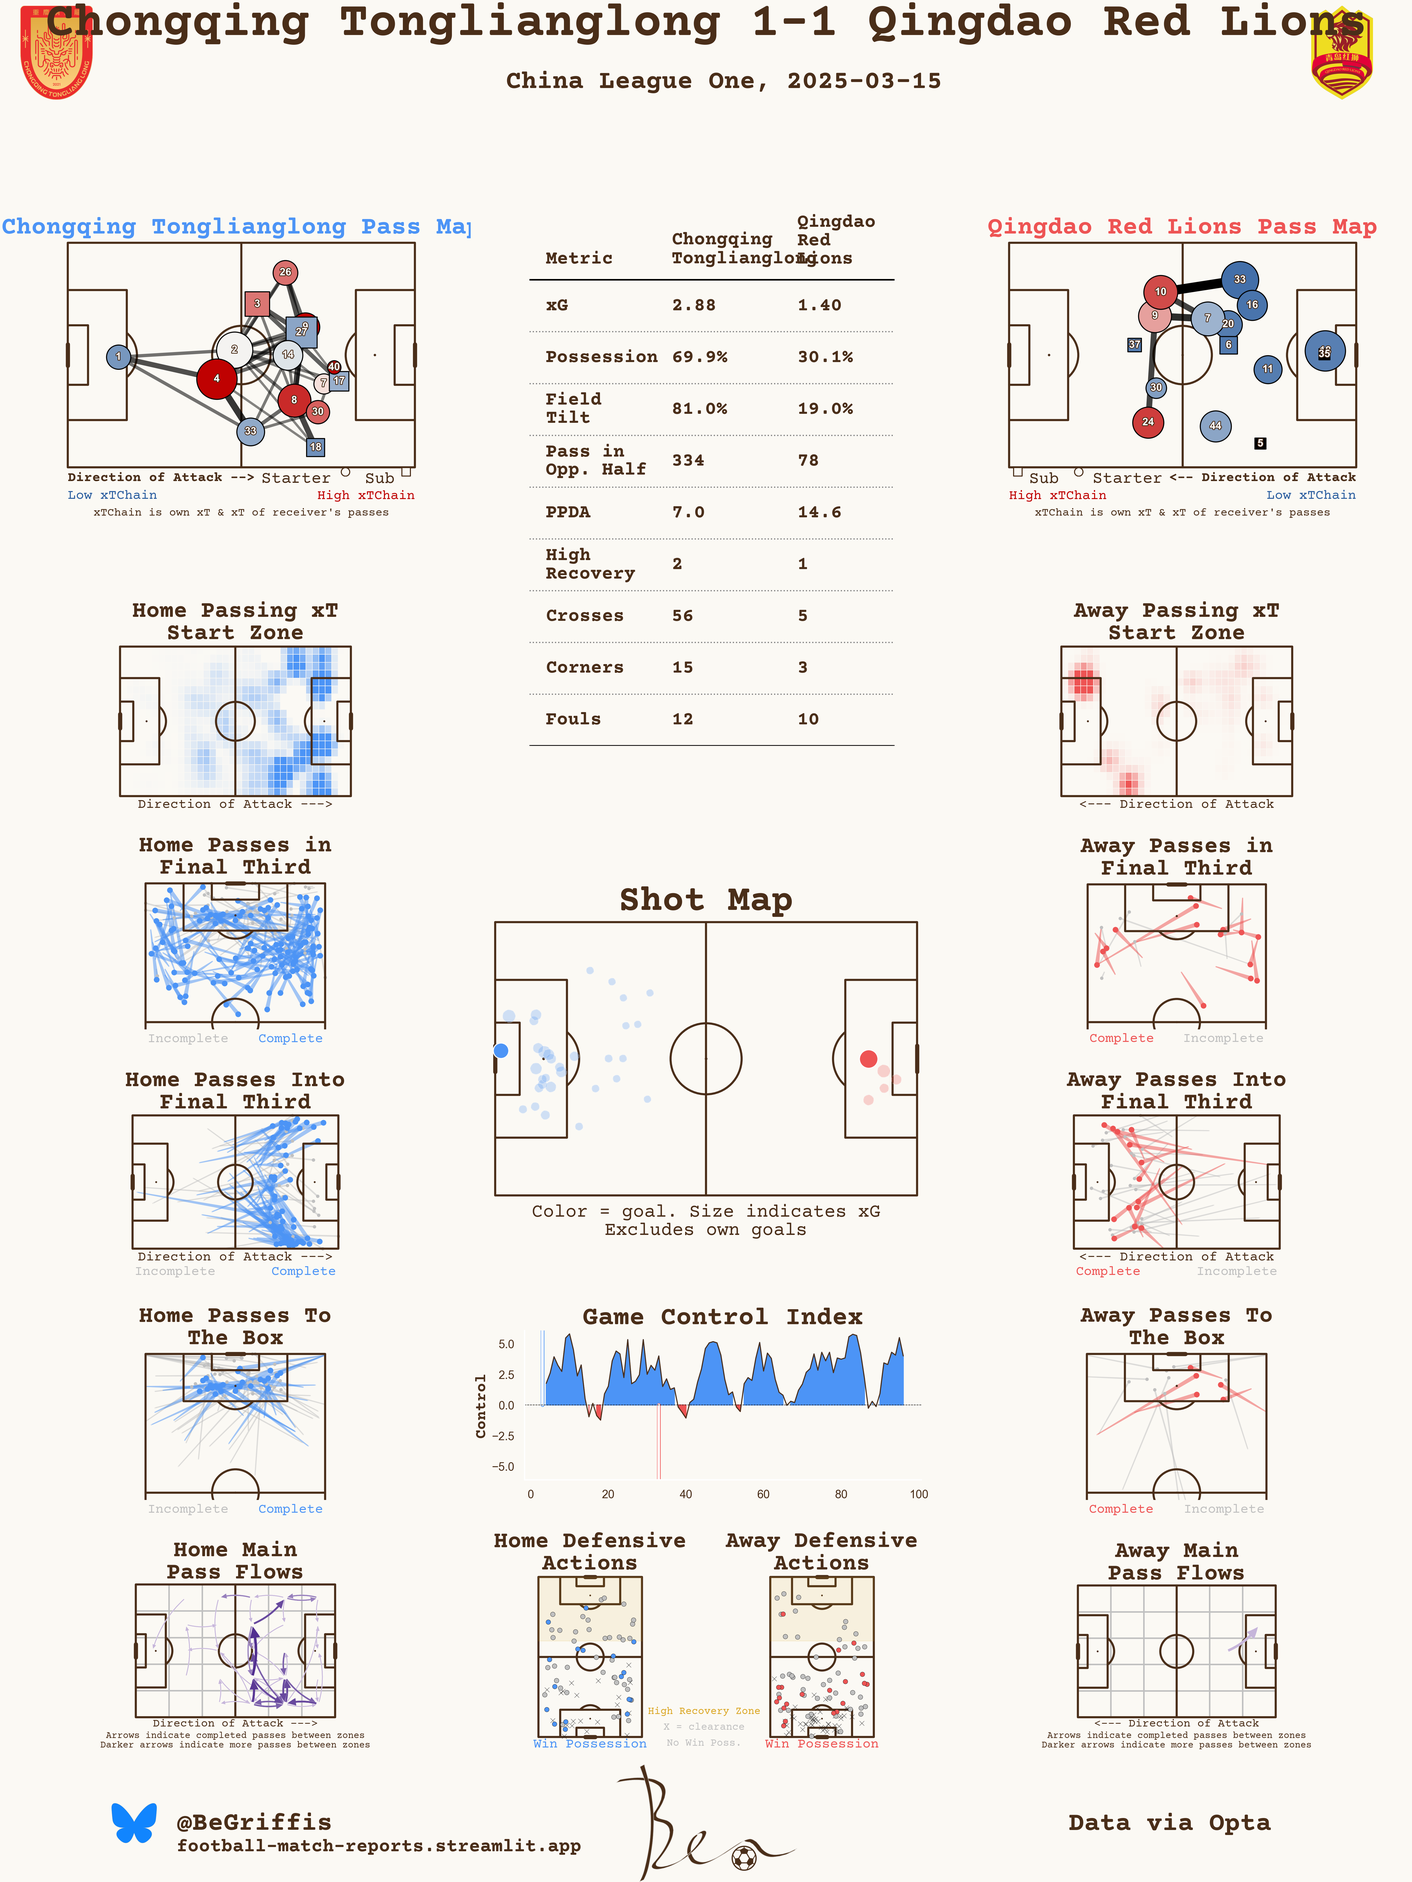 Chongqing Tonglianglong 1-1 Qingdao Red Lions
China League One, 2025-03-15
CHONGQING TONGLIANGLONG
青岛红狮
Chongqing Tonglianglong Pass Map
26
3
9
27
2
14
1
4
40
7
17
8
30
33
18
Direction of Attack --> Starter Sub
Low xTChain High xTChain
xTChain is own xT & xT of receiver's passes
Metric Chongqing Tonglianglong Qingdao Red Lions
xG 2.88 1.40
Possession 69.9% 30.1%
Field Tilt 81.0% 19.0%
Pass in Opp. Half 334 78
PPDA 7.0 14.6
High Recovery 2 1
Crosses 56 5
Corners 15 3
Fouls 12 10
Qingdao Red Lions Pass Map
10
33
16
9
7
20
37
6
35
11
30
24
44
5
Sub Starter <-- Direction of Attack
High xTChain Low xTChain
xTChain is own xT & xT of receiver's passes
Home Passing xT
Start Zone
Direction of Attack --->
Away Passing xT
Start Zone
<--- Direction of Attack
Home Passes in
Final Third
Incomplete Complete
Away Passes in
Final Third
Complete Incomplete
Shot Map
Color = goal. Size indicates xG
Excludes own goals
Home Passes Into
Final Third
Direction of Attack --->
Incomplete Complete
Away Passes Into
Final Third
<--- Direction of Attack
Complete Incomplete
Home Passes To
The Box
Incomplete Complete
Game Control Index
Control
5.0
2.5
0.0
−2.5
−5.0
0 20 40 60 80 100
Away Passes To
The Box
Complete Incomplete
Home Main
Pass Flows
Direction of Attack --->
Arrows indicate completed passes between zones
Darker arrows indicate more passes between zones
Home Defensive
Actions
Win Possession
High Recovery Zone
X = clearance
No Win Poss.
Away Defensive
Actions
Win Possession
Away Main
Pass Flows
<--- Direction of Attack
Arrows indicate completed passes between zones
Darker arrows indicate more passes between zones
@BeGriffis
football-match-reports.streamlit.app
Ben
Data via Opta